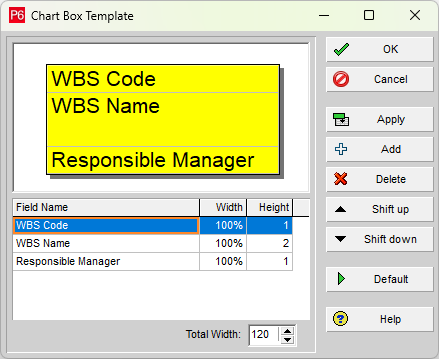 P6 Chart Box Template
WBS Code
WBS Name
Responsible Manager
Field Name Width Height
WBS Code 100% 1
WBS Name 100% 2
Responsible Manager 100% 1
Total Width: 120
OK
Cancel
Apply
Add
Delete
Shift up
Shift down
Default
? Help